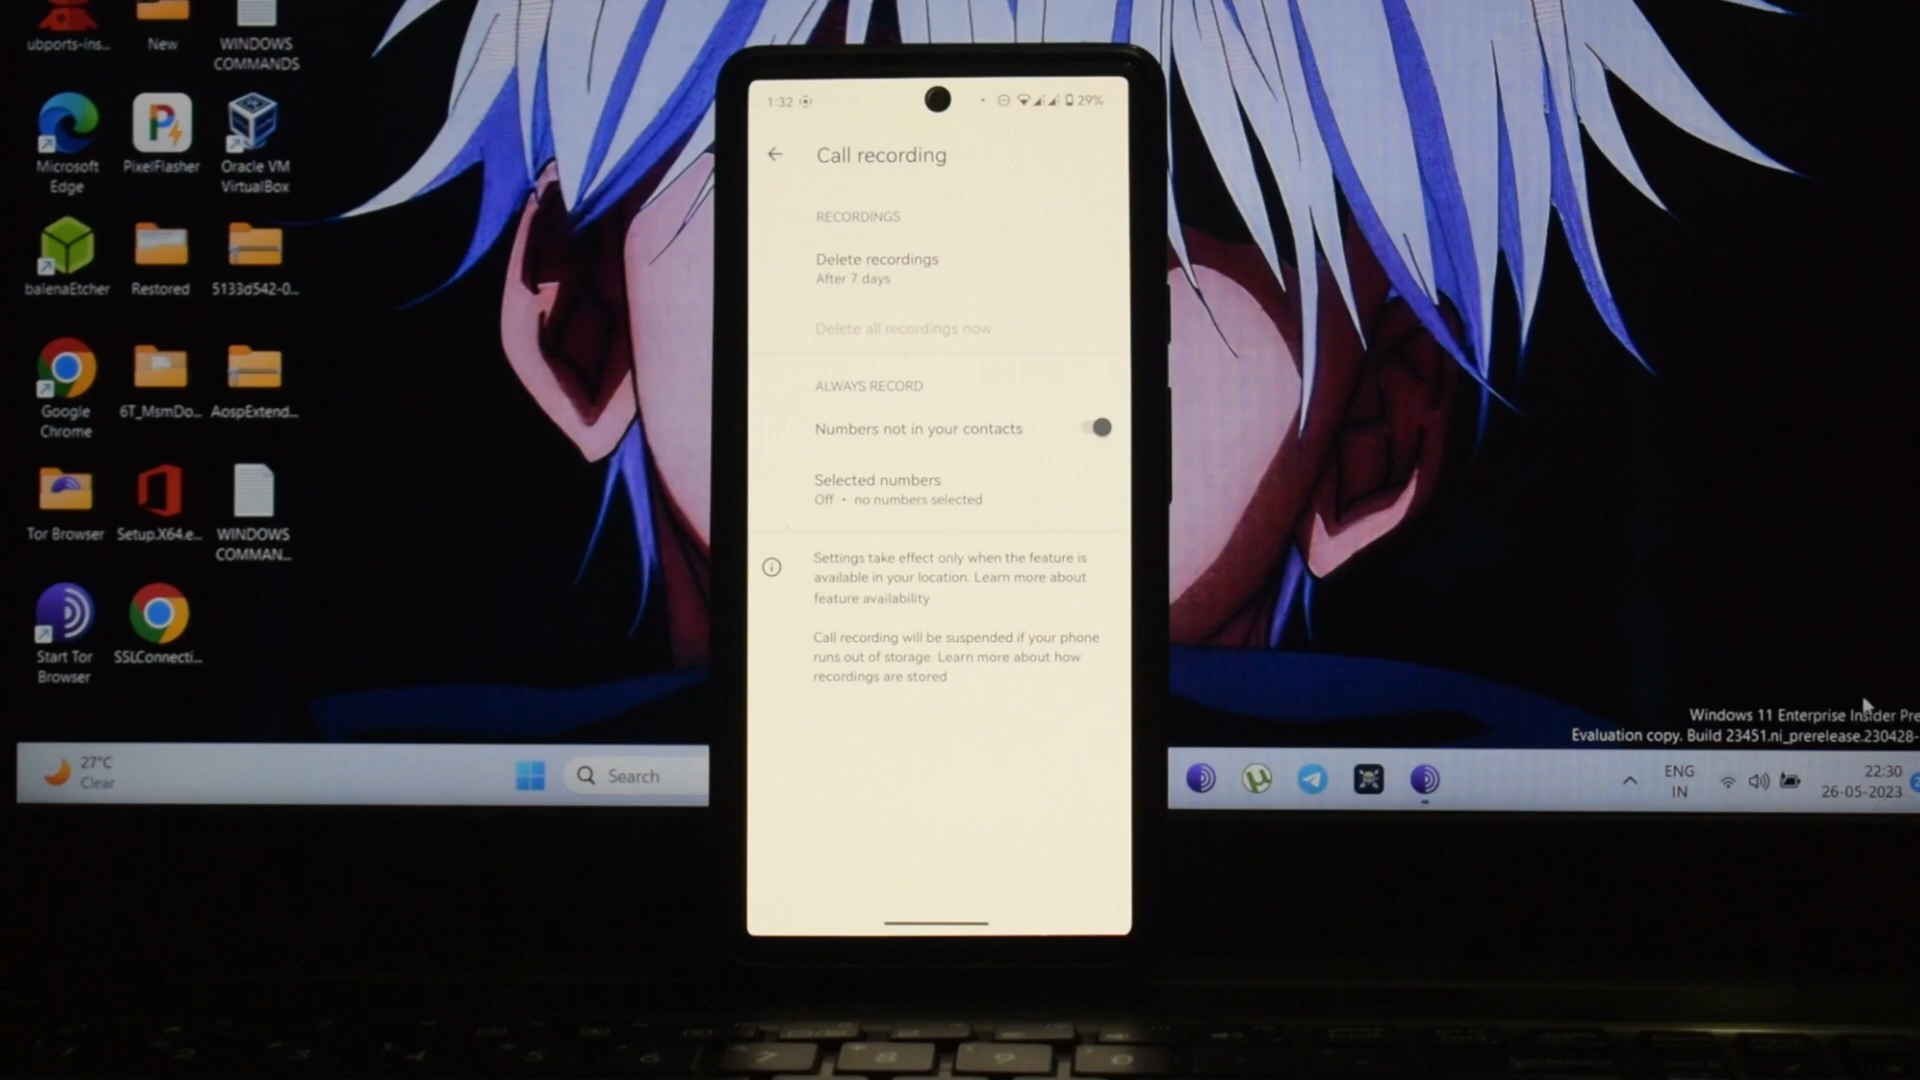 ubports-ins...
New
WINDOWS
COMMANDS
Microsoft
Edge
PixelFlasher
Oracle VM
VirtualBox
balenaEtcher
Restored
5133d542-0...
Google
Chrome
6T_MsmDo...
AospExtend...
Tor Browser
Setup.X64.e...
WINDOWS
COMMAN...
Start Tor
Browser
SSLConnecti...
27°C
Clear
Search
1:32
29%
Call recording
RECORDINGS
Delete recordings
After 7 days
Delete all recordings now
ALWAYS RECORD
Numbers not in your contacts
Selected numbers
Off • no numbers selected
Settings take effect only when the feature is
available in your location. Learn more about
feature availability
Call recording will be suspended if your phone
runs out of storage. Learn more about how
recordings are stored
Windows 11 Enterprise Insider Pre
Evaluation copy. Build 23451.ni_prerelease.230428-
ENG
IN
22:30
26-05-2023
7 8 9 0